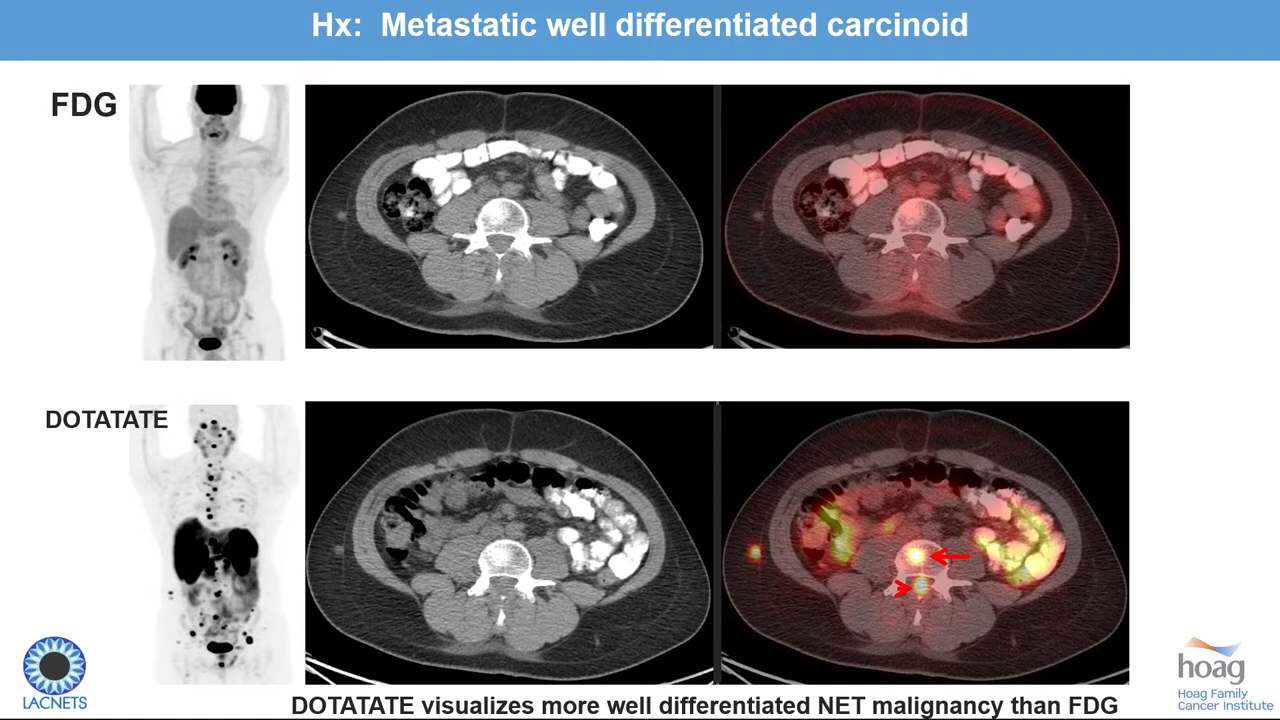 Hx:  Metastatic well differentiated carcinoid
FDG
DOTATATE
LACNETS
hoag
Hoag Family
Cancer Institute
DOTATATE visualizes more well differentiated NET malignancy than FDG